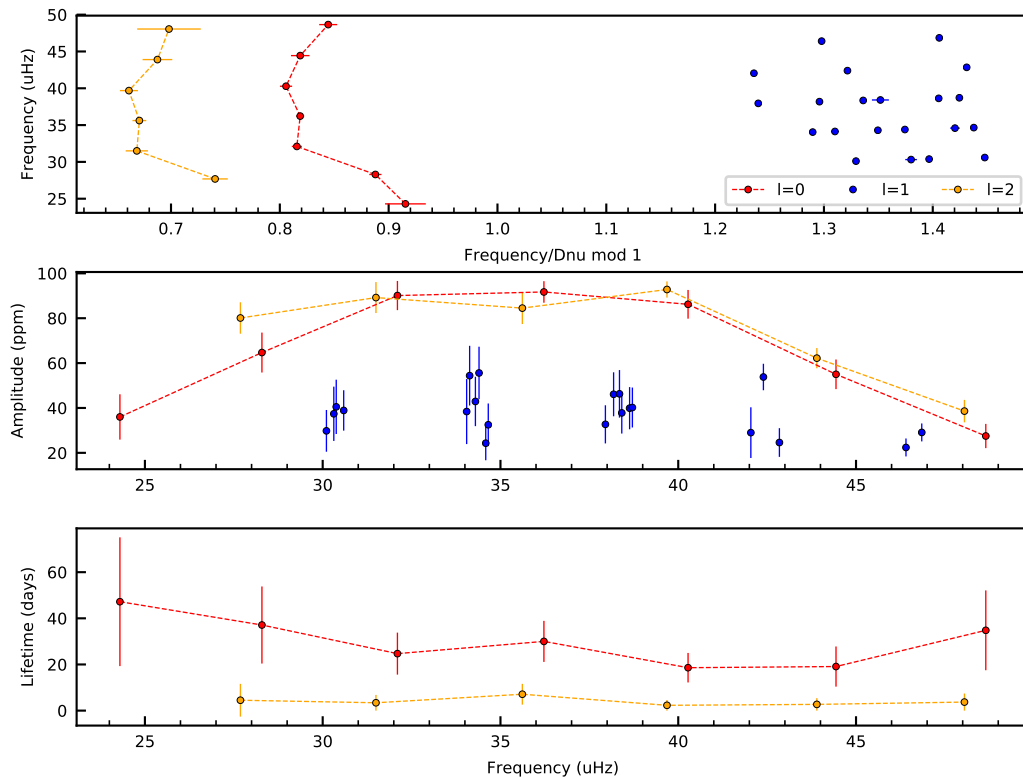 50
45
40
35
30
25
Frequency (uHz)
l=0 l=1 l=2
0.7 0.8 0.9 1.0 1.1 1.2 1.3 1.4
Frequency/Dnu mod 1
100
80
60
40
20
Amplitude (ppm)
25 30 35 40 45
60
40
20
0
Lifetime (days)
25 30 35 40 45
Frequency (uHz)